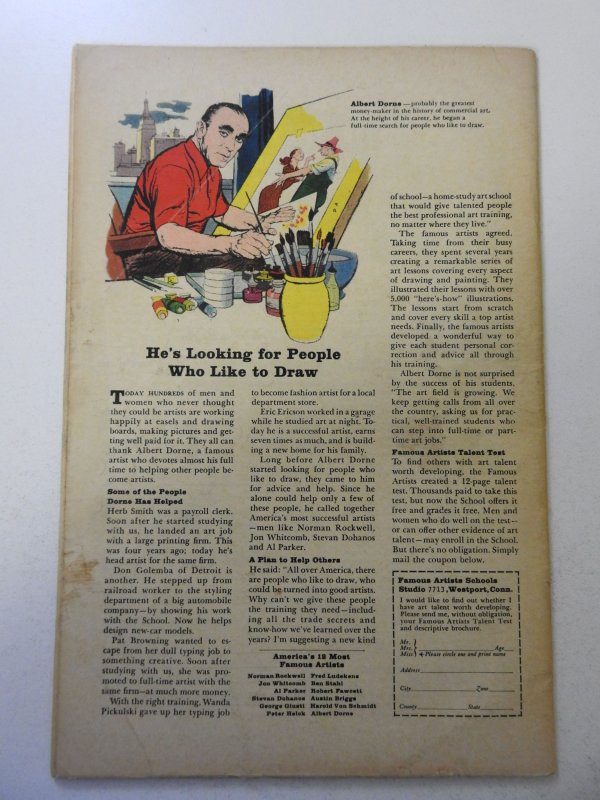 Albert Dorne—probably the greatest
money-maker in the history of commercial art.
At the height of his career, he began a
full-time search for people who like to draw.
He's Looking for People
Who Like to Draw
TODAY HUNDREDS of men and
women who never thought
they could be artists are working
happily at easels and drawing
boards, making pictures and get-
ting well paid for it. They all can
thank Albert Dorne, a famous
artist who devotes almost his full
time to helping other people be-
come artists.
Some of the People
Dorne Has Helped
Herb Smith was a payroll clerk.
Soon after he started studying
with us, he landed an art job
with a large printing firm. This
was four years ago; today he's
head artist for the same firm.
Don Golemba of Detroit is
another. He stepped up from
railroad worker to the styling
department of a big automobile
company—by showing his work
with the School. Now he helps
design new-car models.
Pat Browning wanted to es-
cape from her dull typing job to
something creative. Soon after
studying with us, she was pro-
moted to full-time artist with the
same firm—at much more money.
With the right training, Wanda
Pickulski gave up her typing job
to become fashion artist for a local
department store.
Eric Ericson worked in a garage
while he studied art at night. To-
day he is a successful artist, earns
seven times as much, and is build-
ing a new home for his family.
Long before Albert Dorne
started looking for people who
like to draw, they came to him
for advice and help. Since he
alone could help only a few of
these people, he called together
America's most successful artists
—men like Norman Rockwell,
Jon Whitcomb, Stevan Dohanos
and Al Parker.
A Plan to Help Others
He said: "All over America, there
are people who like to draw, who
could be turned into good artists.
Why can't we give these people
the training they need—includ-
ing all the trade secrets and
know-how we've learned over the
years? I'm suggesting a new kind
America's 12 Most
Famous Artists
Norman Rockwell Fred Ludekens
Jon Whitcomb Ben Stahl
Al Parker Robert Fawcett
Stevan Dohanos Austin Briggs
George Giusti Harold Von Schmidt
Peter Helck Albert Dorne
of school—a home-study art school
that would give talented people
the best professional art training,
no matter where they live."
The famous artists agreed.
Taking time from their busy
careers, they spent several years
creating a remarkable series of
art lessons covering every aspect
of drawing and painting. They
illustrated their lessons with over
5,000 "here's-how" illustrations.
The lessons start from scratch
and cover every skill a top artist
needs. Finally, the famous artists
developed a wonderful way to
give each student personal cor-
rection and advice all through
his training.
Albert Dorne is not surprised
by the success of his students.
"The art field is growing. We
keep getting calls from all over
the country, asking us for prac-
tical, well-trained students who
can step into full-time or part-
time art jobs."
Famous Artists Talent Test
To find others with art talent
worth developing, the Famous
Artists created a 12-page talent
test. Thousands paid to take this
test, but now the School offers it
free and grades it free. Men and
women who do well on the test—
or can offer other evidence of art
talent—may enroll in the School.
But there's no obligation. Simply
mail the coupon below.
Famous Artists Schools
Studio 7713, Westport, Conn.
I would like to find out whether I
have art talent worth developing.
Please send me, without obligation,
your Famous Artists Talent Test
and descriptive brochure.
Mr.
Mrs. Age
Miss Please circle one and print name
Address
City Zone
County State